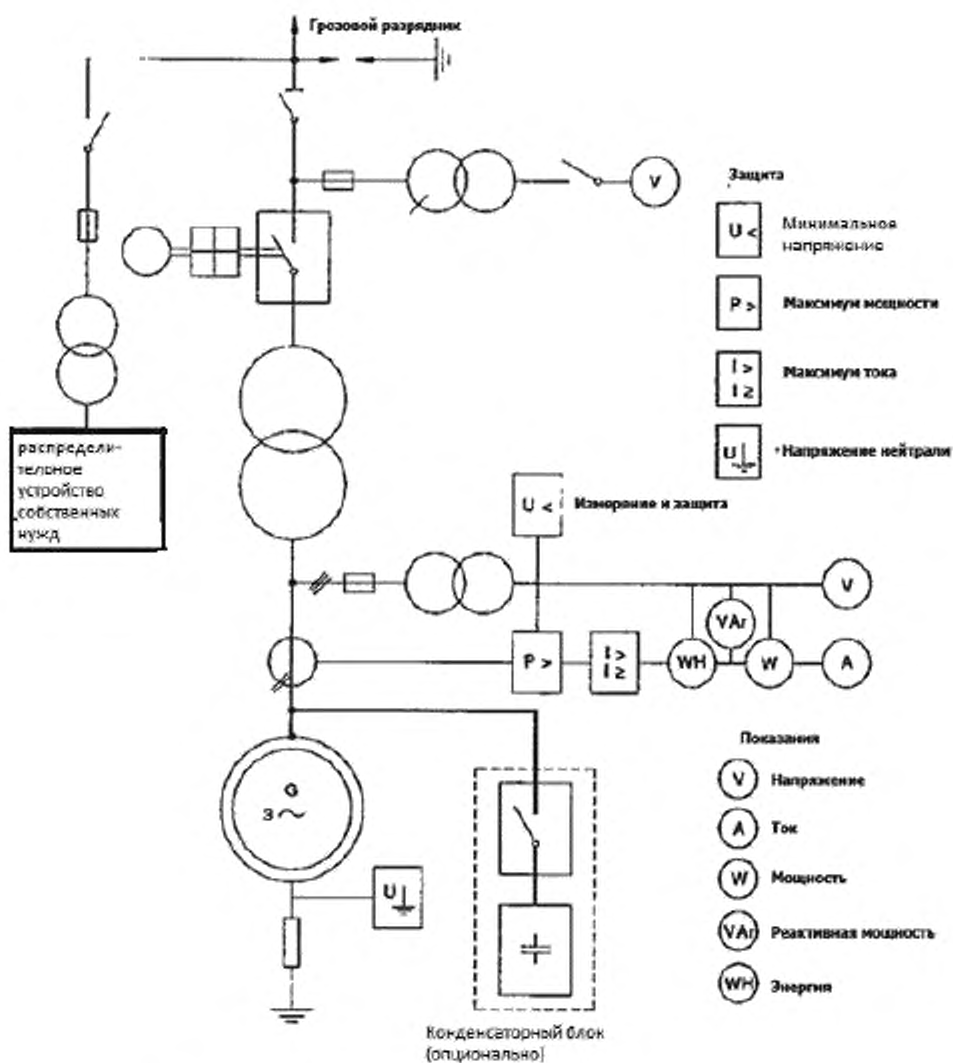 Грозовой разрядник
V
Защита
U <
Минимальное
напряжение
P >
Максимум мощности
I >
I ≥
Максимум тока
U
Напряжение нейтрали
распредели-
телоное
устройство
собственных
нужд
U <
Измерение и защита
V
VAr
P >
I >
I ≥
WH
W
A
G
3 ~
U
Показания
V
Напряжение
A
Ток
W
Мощность
VAr
Реактивная мощность
WH
Энергия
Конденсаторный блок
(опционально)